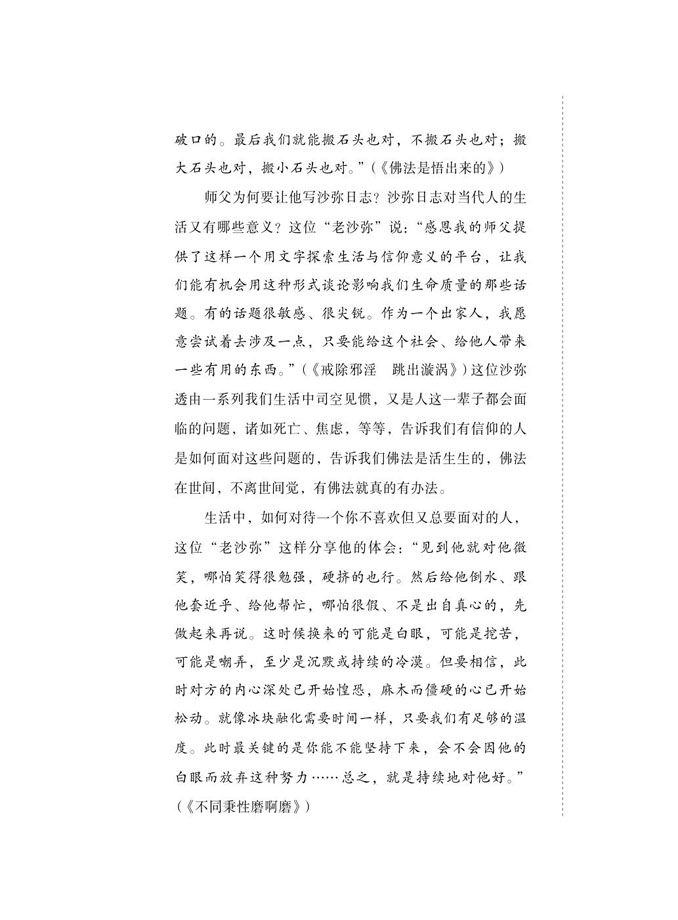 破口的。最后我们就能搬石头也对，不搬石头也对；搬
大石头也对，搬小石头也对。”（《佛法是悟出来的》）
师父为何要让他写沙弥日志？沙弥日志对当代人的生
活又有哪些意义？这位“老沙弥”说：“感恩我的师父提
供了这样一个用文字探索生活与信仰意义的平台，让我
们能有机会用这种形式谈论影响我们生命质量的那些话
题。有的话题很敏感、很尖锐。作为一个出家人，我愿
意尝试着去涉及一点，只要能给这个社会、给他人带来
一些有用的东西。”（《戒除邪淫　跳出漩涡》）这位沙弥
透由一系列我们生活中司空见惯，又是人这一辈子都会面
临的问题，诸如死亡、焦虑，等等，告诉我们有信仰的人
是如何面对这些问题的，告诉我们佛法是活生生的，佛法
在世间，不离世间觉，有佛法就真的有办法。
生活中，如何对待一个你不喜欢但又总要面对的人，
这位“老沙弥”这样分享他的体会：“见到他就对他微
笑，哪怕笑得很勉强，硬挤的也行。然后给他倒水、跟
他套近乎、给他帮忙，哪怕很假、不是出自真心的，先
做起来再说。这时候换来的可能是白眼，可能是挖苦，
可能是嘲弄，至少是沉默或持续的冷漠。但要相信，此
时对方的内心深处已开始惶恐，麻木而僵硬的心已开始
松动。就像冰块融化需要时间一样，只要我们有足够的温
度。此时最关键的是你能不能坚持下来，会不会因他的
白眼而放弃这种努力……总之，就是持续地对他好。”
（《不同秉性磨啊磨》）